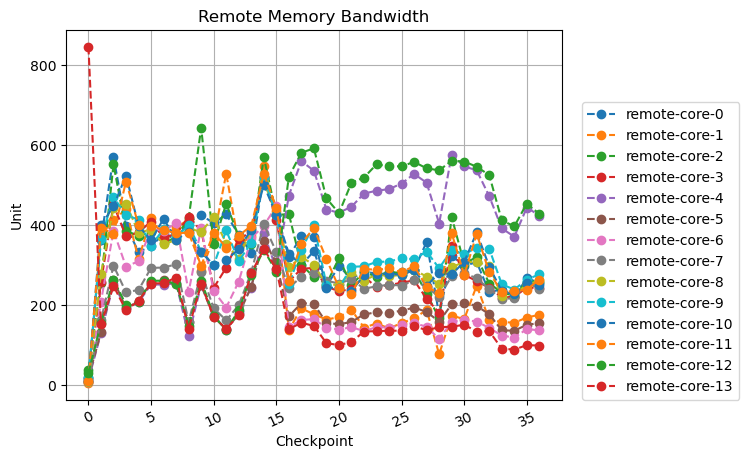 Remote Memory Bandwidth
Unit
800
600
400
200
0
0
5
10
15
20
25
30
35
Checkpoint
remote-core-0
remote-core-1
remote-core-2
remote-core-3
remote-core-4
remote-core-5
remote-core-6
remote-core-7
remote-core-8
remote-core-9
remote-core-10
remote-core-11
remote-core-12
remote-core-13